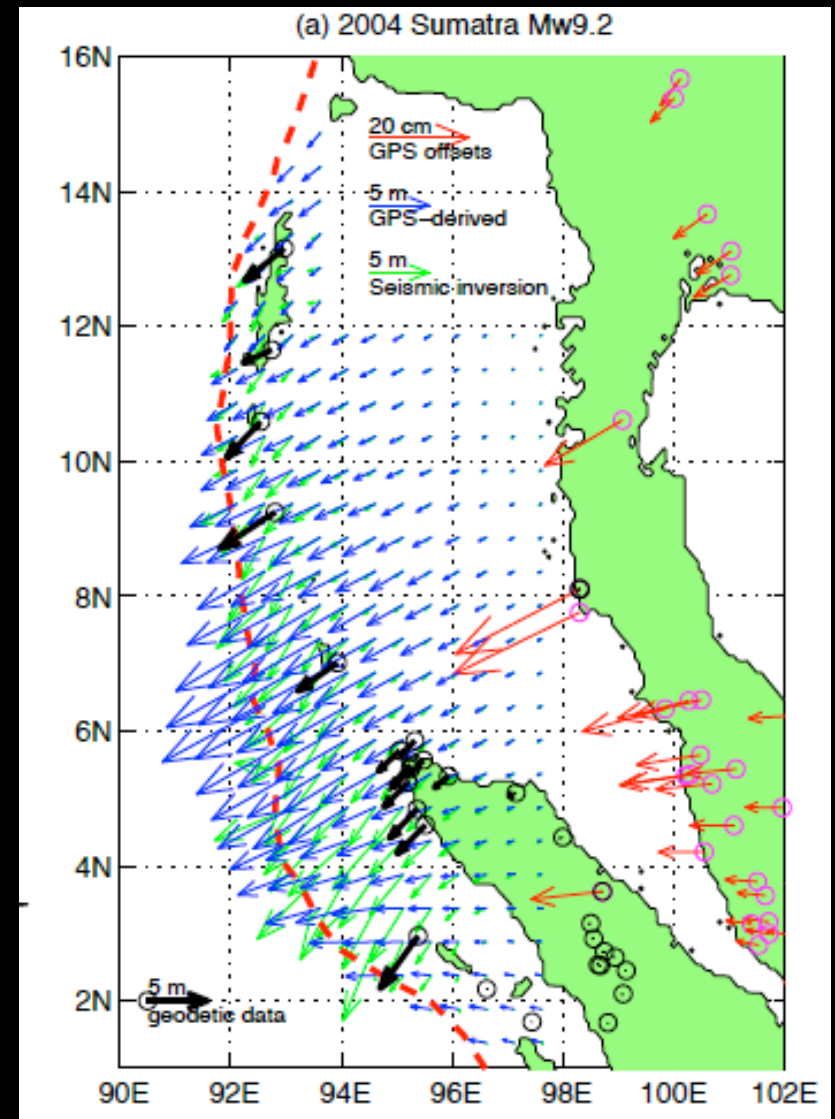 (a) 2004 Sumatra Mw9.2
16N
20 cm
GPS offsets
14N
5 m
GPS-derived
5 m
Seismic inversion
12N
10N
8N
6N
4N
2N
5 m
geodetic data
90E 92E 94E 96E 98E 100E 102E